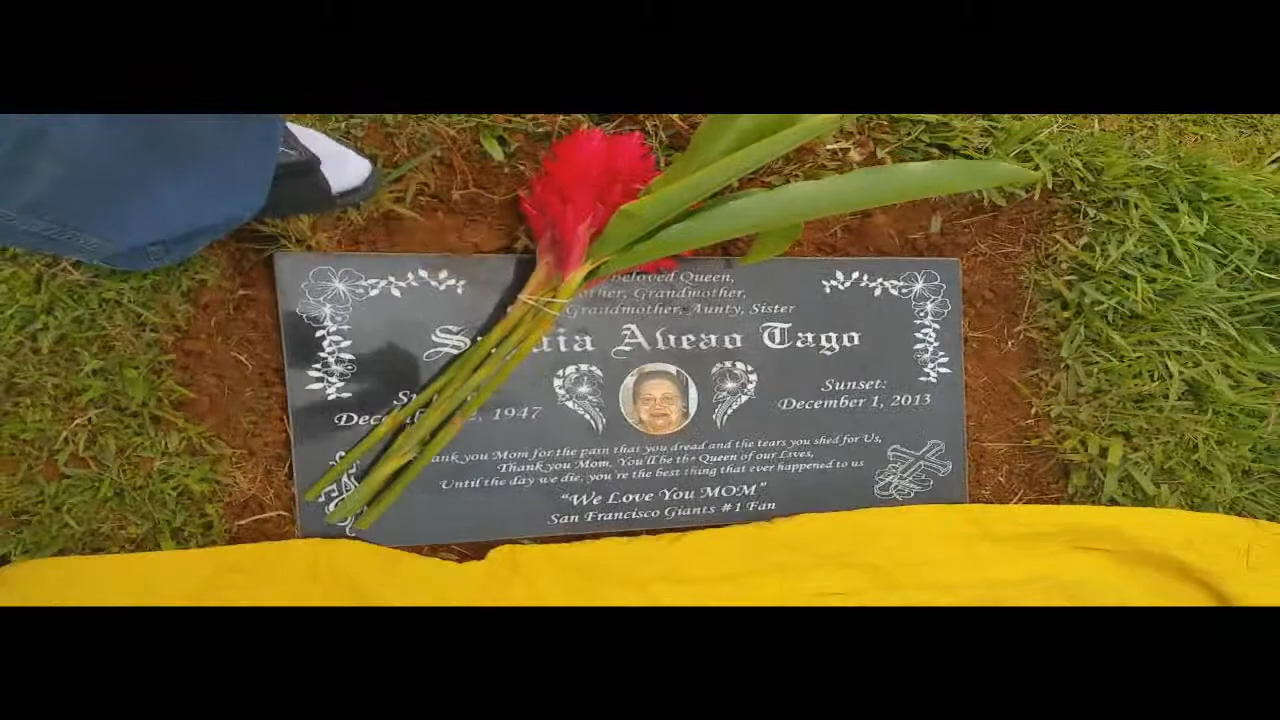 beloved Queen,
Grandmother,
Grandmother, Aunty, Sister
Aveao Tago
Sunset:
1947
December 1, 2013
you Mom for the pain that you dread and the tears you shed for Us,
Thank you Mom, You'll be the Queen of our Lives,
Until the day we die, you're the best thing that ever happened to us
"We Love You MOM"
San Francisco Giants #1 Fan